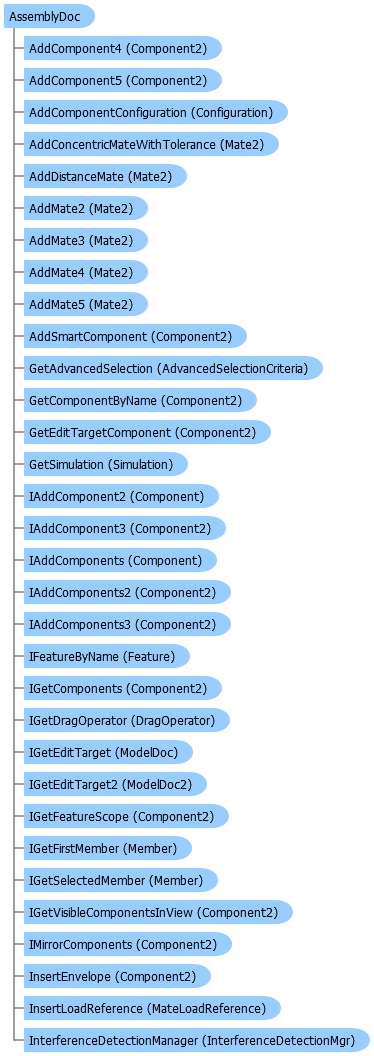 AssemblyDoc
AddComponent4 (Component2)
AddComponent5 (Component2)
AddComponentConfiguration (Configuration)
AddConcentricMateWithTolerance (Mate2)
AddDistanceMate (Mate2)
AddMate2 (Mate2)
AddMate3 (Mate2)
AddMate4 (Mate2)
AddMate5 (Mate2)
AddSmartComponent (Component2)
GetAdvancedSelection (AdvancedSelectionCriteria)
GetComponentByName (Component2)
GetEditTargetComponent (Component2)
GetSimulation (Simulation)
IAddComponent2 (Component)
IAddComponent3 (Component2)
IAddComponents (Component)
IAddComponents2 (Component2)
IAddComponents3 (Component2)
IFeatureByName (Feature)
IGetComponents (Component2)
IGetDragOperator (DragOperator)
IGetEditTarget (ModelDoc)
IGetEditTarget2 (ModelDoc2)
IGetFeatureScope (Component2)
IGetFirstMember (Member)
IGetSelectedMember (Member)
IGetVisibleComponentsInView (Component2)
IMirrorComponents (Component2)
InsertEnvelope (Component2)
InsertLoadReference (MateLoadReference)
InterferenceDetectionManager (InterferenceDetectionMgr)